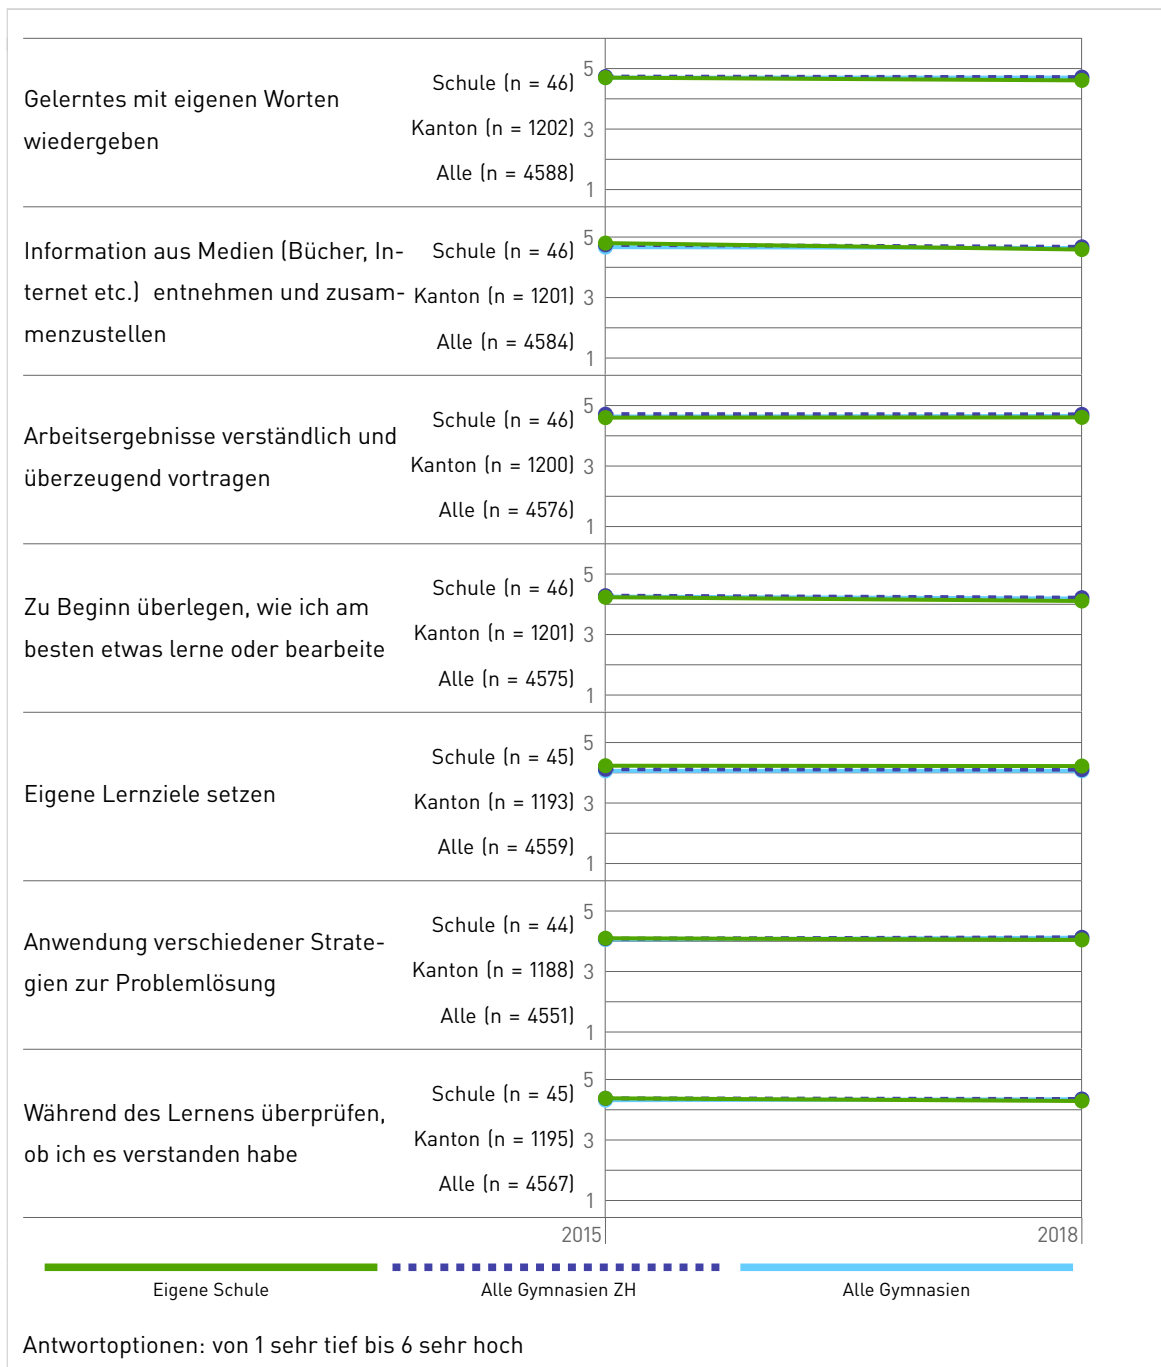 5
Schule (n = 46)
Gelerntes mit eigenen Worten
wiedergeben
Kanton (n = 1202) 3
Alle (n = 4588)
1
5
Information aus Medien (Bücher, In-
Schule (n = 46)
ternet etc.) entnehmen und zusam-
Kanton (n = 1201) 3
menzustellen
Alle (n = 4584)
1
5
Schule (n = 46)
Arbeitsergebnisse verständlich und
überzeugend vortragen
Kanton (n = 1200) 3
Alle (n = 4576)
1
5
Schule (n = 46)
Zu Beginn überlegen, wie ich am
besten etwas lerne oder bearbeite
Kanton (n = 1201) 3
Alle (n = 4575)
1
5
Schule (n = 45)
Eigene Lernziele setzen
Kanton (n = 1193) 3
Alle (n = 4559)
1
5
Schule (n = 44)
Anwendung verschiedener Strate-
gien zur Problemlösung
Kanton (n = 1188) 3
Alle (n = 4551)
1
5
Schule (n = 45)
Während des Lernens überprüfen,
ob ich es verstanden habe
Kanton (n = 1195) 3
Alle (n = 4567)
1
2015 2018
Eigene Schule Alle Gymnasien ZH Alle Gymnasien
Antwortoptionen: von 1 sehr tief bis 6 sehr hoch